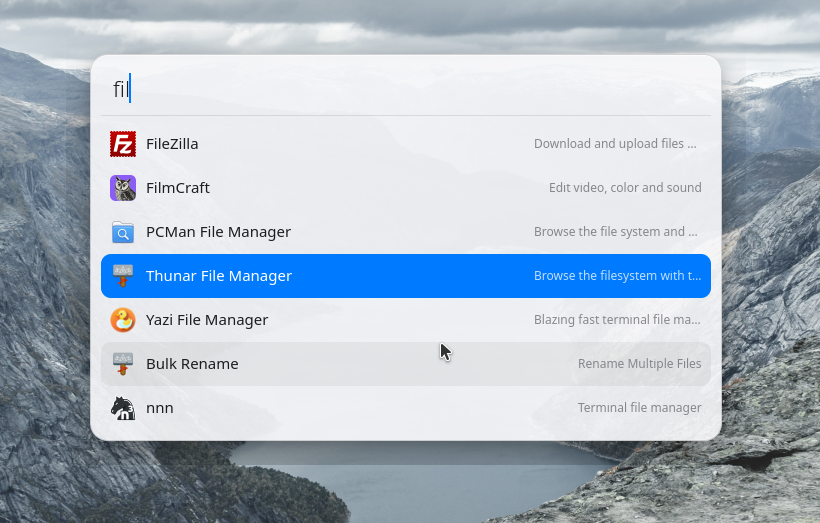 fil
FileZilla Download and upload files ...
FilmCraft Edit video, color and sound
PCMan File Manager Browse the file system and ...
Thunar File Manager Browse the filesystem with t...
Yazi File Manager Blazing fast terminal file ma...
Bulk Rename Rename Multiple Files
nnn Terminal file manager